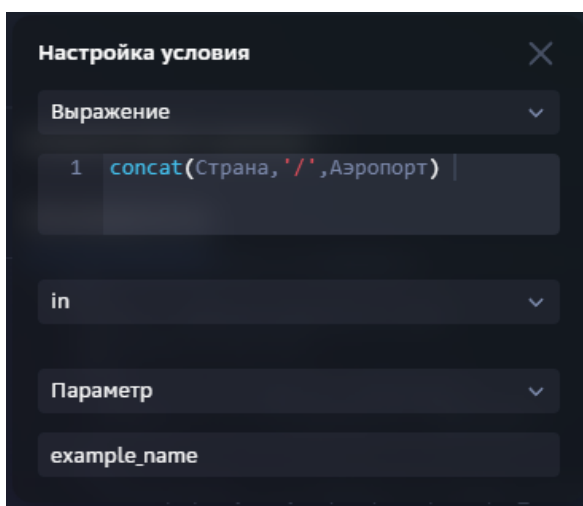 Настройка условия
Выражение
1 concat(Страна,'/',Аэропорт)
in
Параметр
example_name